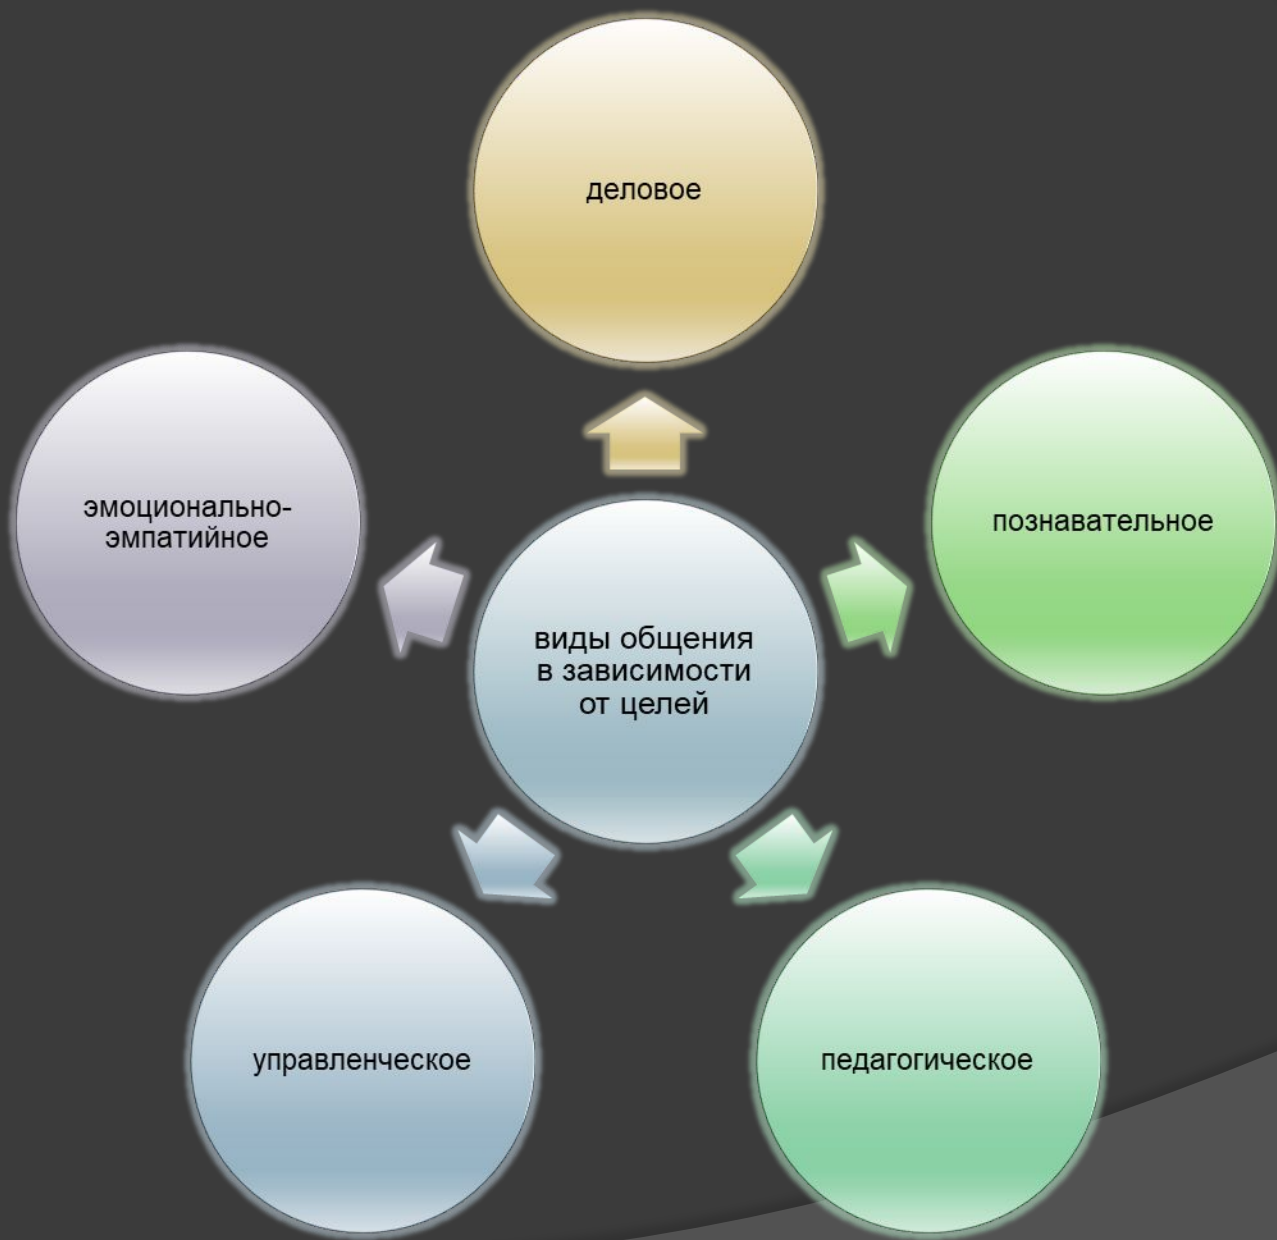 деловое
эмоционально-
эмпатийное
познавательное
виды общения
в зависимости
от целей
управленческое
педагогическое